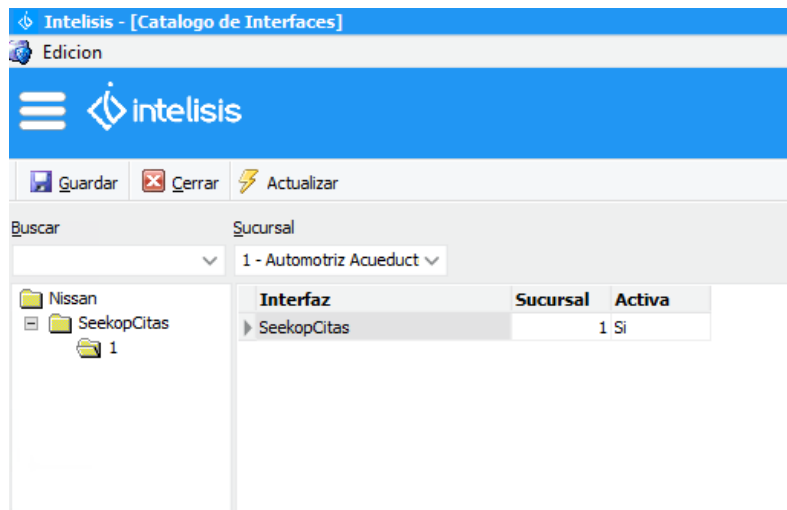 Intelisis - [Catalogo de Interfaces]
Edicion
intelisis
Guardar Cerrar Actualizar
Buscar Sucursal
1 - Automotriz Acueduct
Nissan
SeekopCitas
1
Interfaz Sucursal Activa
SeekopCitas 1 Si